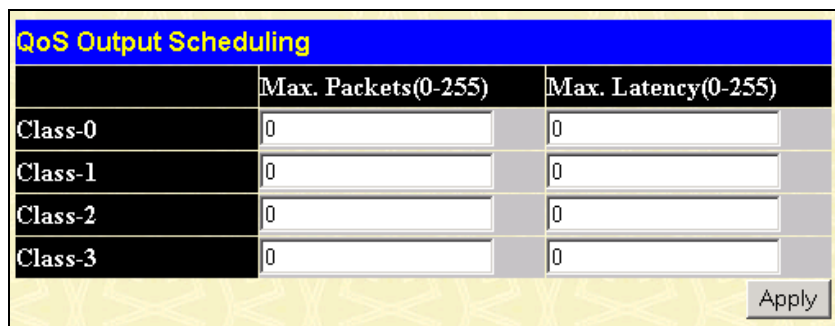 QoS Output Scheduling
Max. Packets(0-255) Max. Latency(0-255)
Class-0 0 0
Class-1 0 0
Class-2 0 0
Class-3 0 0
Apply